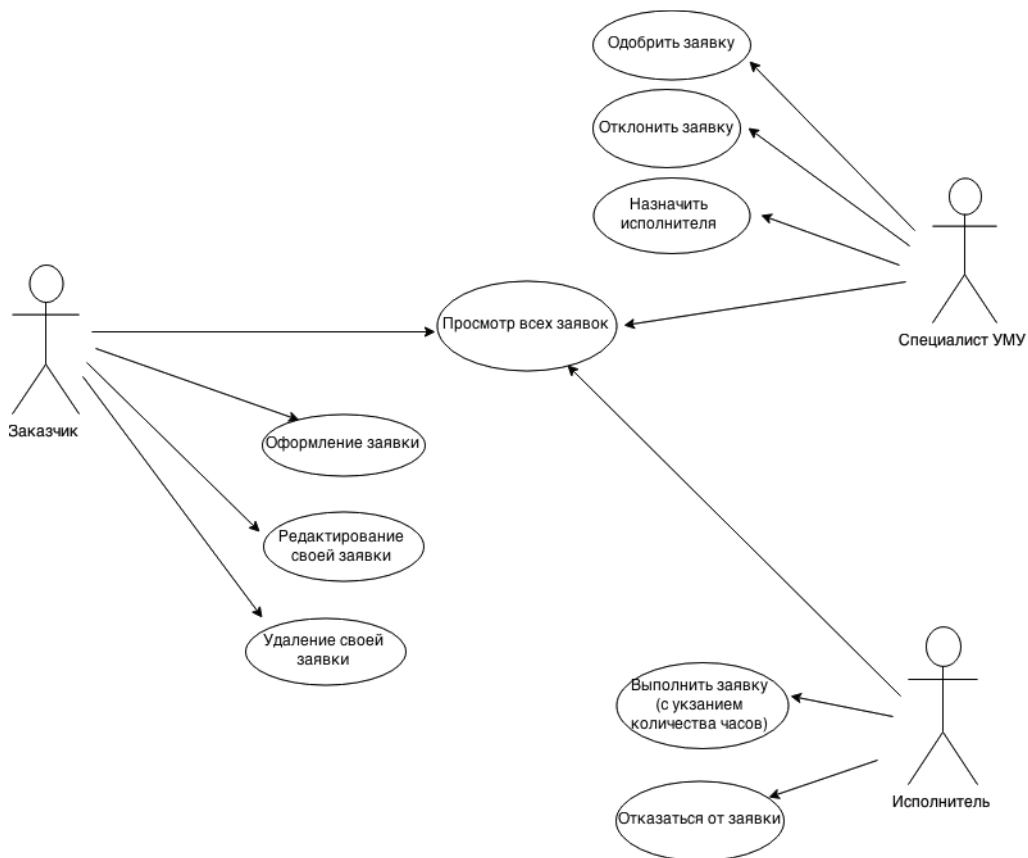 Одобрить заявку
Отклонить заявку
Назначить
исполнителя
Просмотр всех заявок
Специалист УМУ
Заказчик
Оформление заявки
Редактирование
своей заявки
Удаление своей
заявки
Выполнить заявку
(с укзанием
количества часов)
Исполнитель
Отказаться от заявки